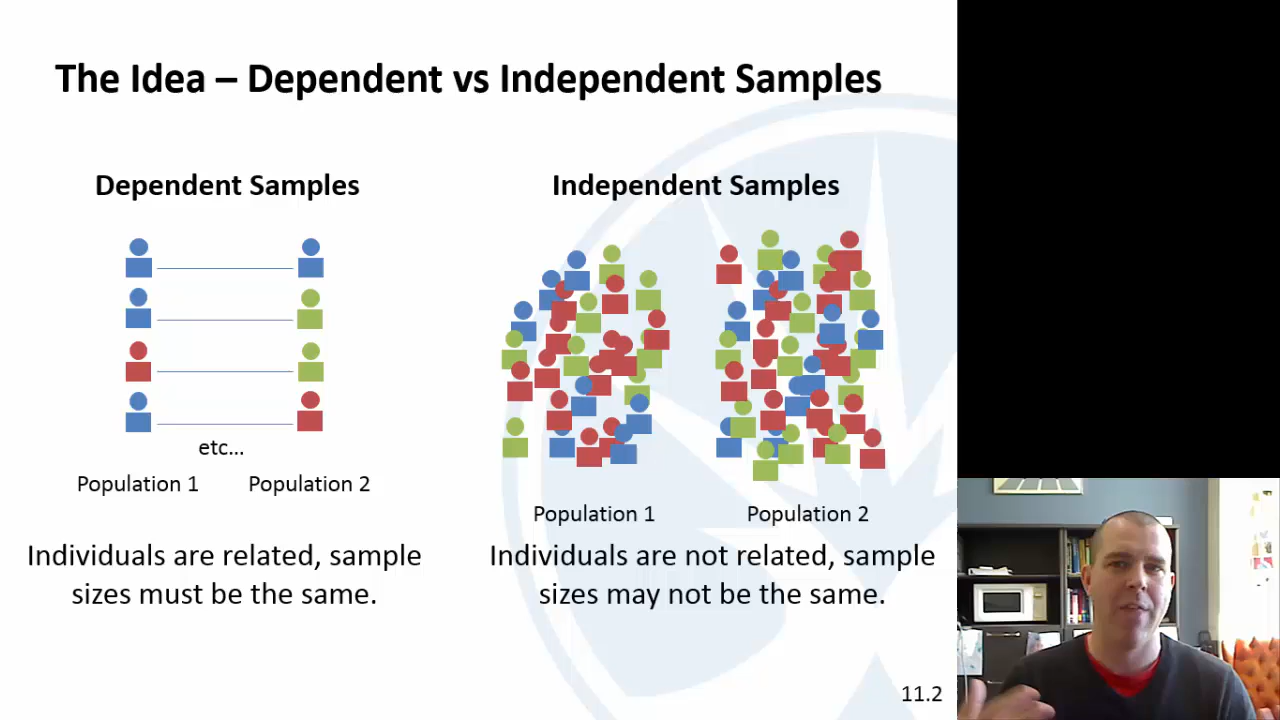 The Idea – Dependent vs Independent Samples
Dependent Samples
etc...
Population 1
Population 2
Individuals are related, sample
sizes must be the same.
Independent Samples
Population 1
Population 2
Individuals are not related, sample
sizes may not be the same.
11.2